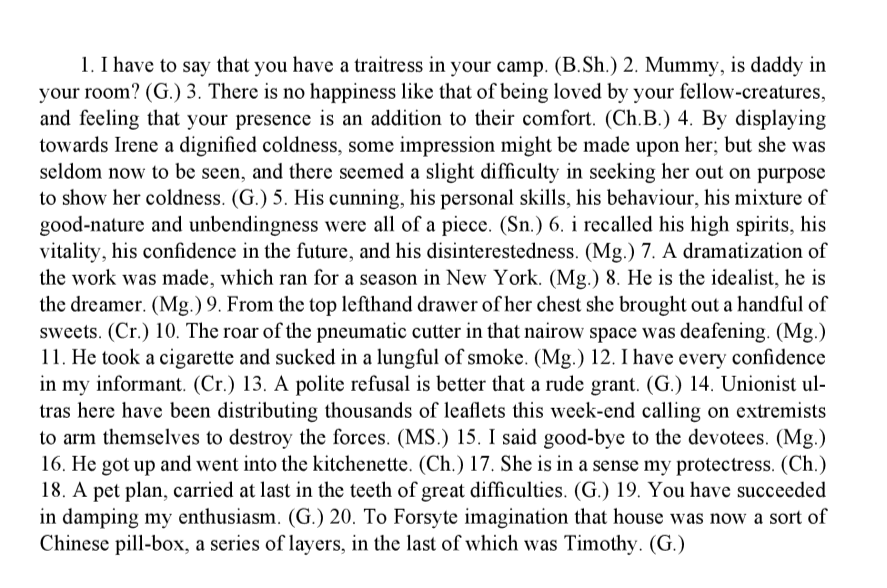 1. I have to say that you have a traitress in your camp. (B.Sh.) 2. Mummy, is daddy in
your room? (G.) 3. There is no happiness like that of being loved by your fellow-creatures,
and feeling that your presence is an addition to their comfort. (Ch.B.) 4. By displaying
towards Irene a dignified coldness, some impression might be made upon her; but she was
seldom now to be seen, and there seemed a slight difficulty in seeking her out on purpose
to show her coldness. (G.) 5. His cunning, his personal skills, his behaviour, his mixture of
good-nature and unbendingness were all of a piece. (Sn.) 6. i recalled his high spirits, his
vitality, his confidence in the future, and his disinterestedness. (Mg.) 7. A dramatization of
the work was made, which ran for a season in New York. (Mg.) 8. He is the idealist, he is
the dreamer. (Mg.) 9. From the top lefthand drawer of her chest she brought out a handful of
sweets. (Cr.) 10. The roar of the pneumatic cutter in that nairow space was deafening. (Mg.)
11. He took a cigarette and sucked in a lungful of smoke. (Mg.) 12. I have every confidence
in my informant. (Cr.) 13. A polite refusal is better that a rude grant. (G.) 14. Unionist ul-
tras here have been distributing thousands of leaflets this week-end calling on extremists
to arm themselves to destroy the forces. (MS.) 15. I said good-bye to the devotees. (Mg.)
16. He got up and went into the kitchenette. (Ch.) 17. She is in a sense my protectress. (Ch.)
18. A pet plan, carried at last in the teeth of great difficulties. (G.) 19. You have succeeded
in damping my enthusiasm. (G.) 20. To Forsyte imagination that house was now a sort of
Chinese pill-box, a series of layers, in the last of which was Timothy. (G.)